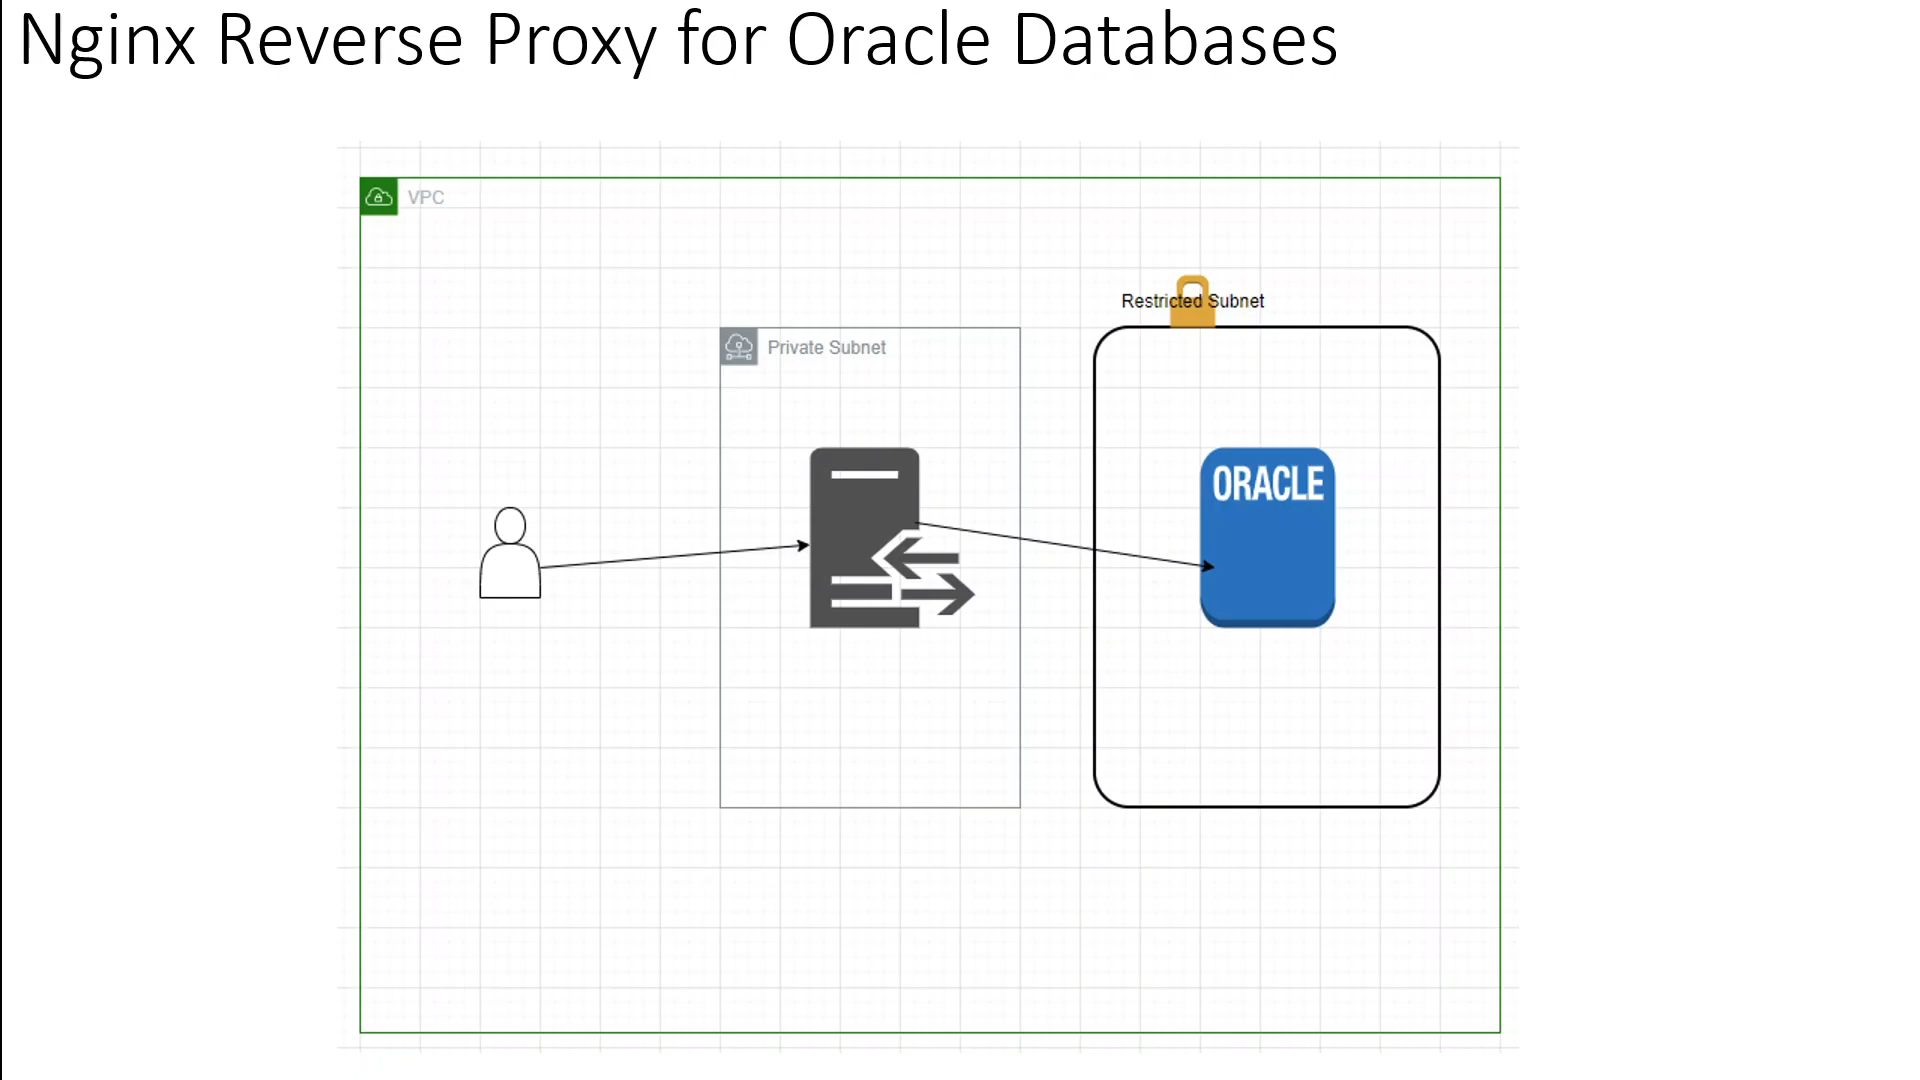 Nginx Reverse Proxy for Oracle Databases
VPC
Restricted Subnet
Private Subnet
ORACLE